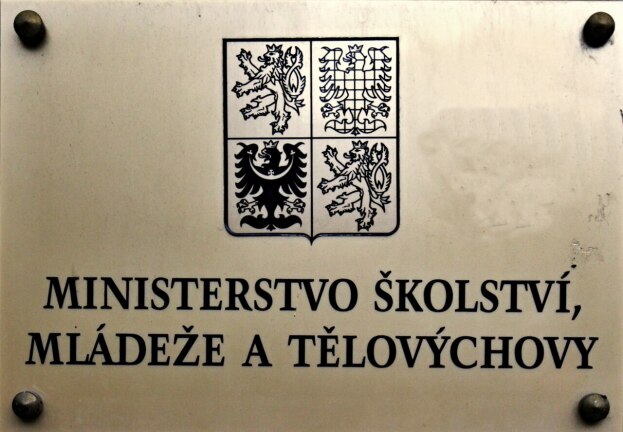 MINISTERSTVO ŠKOLSTVÍ,
MLÁDEŽE A TĚLOVÝCHOVY